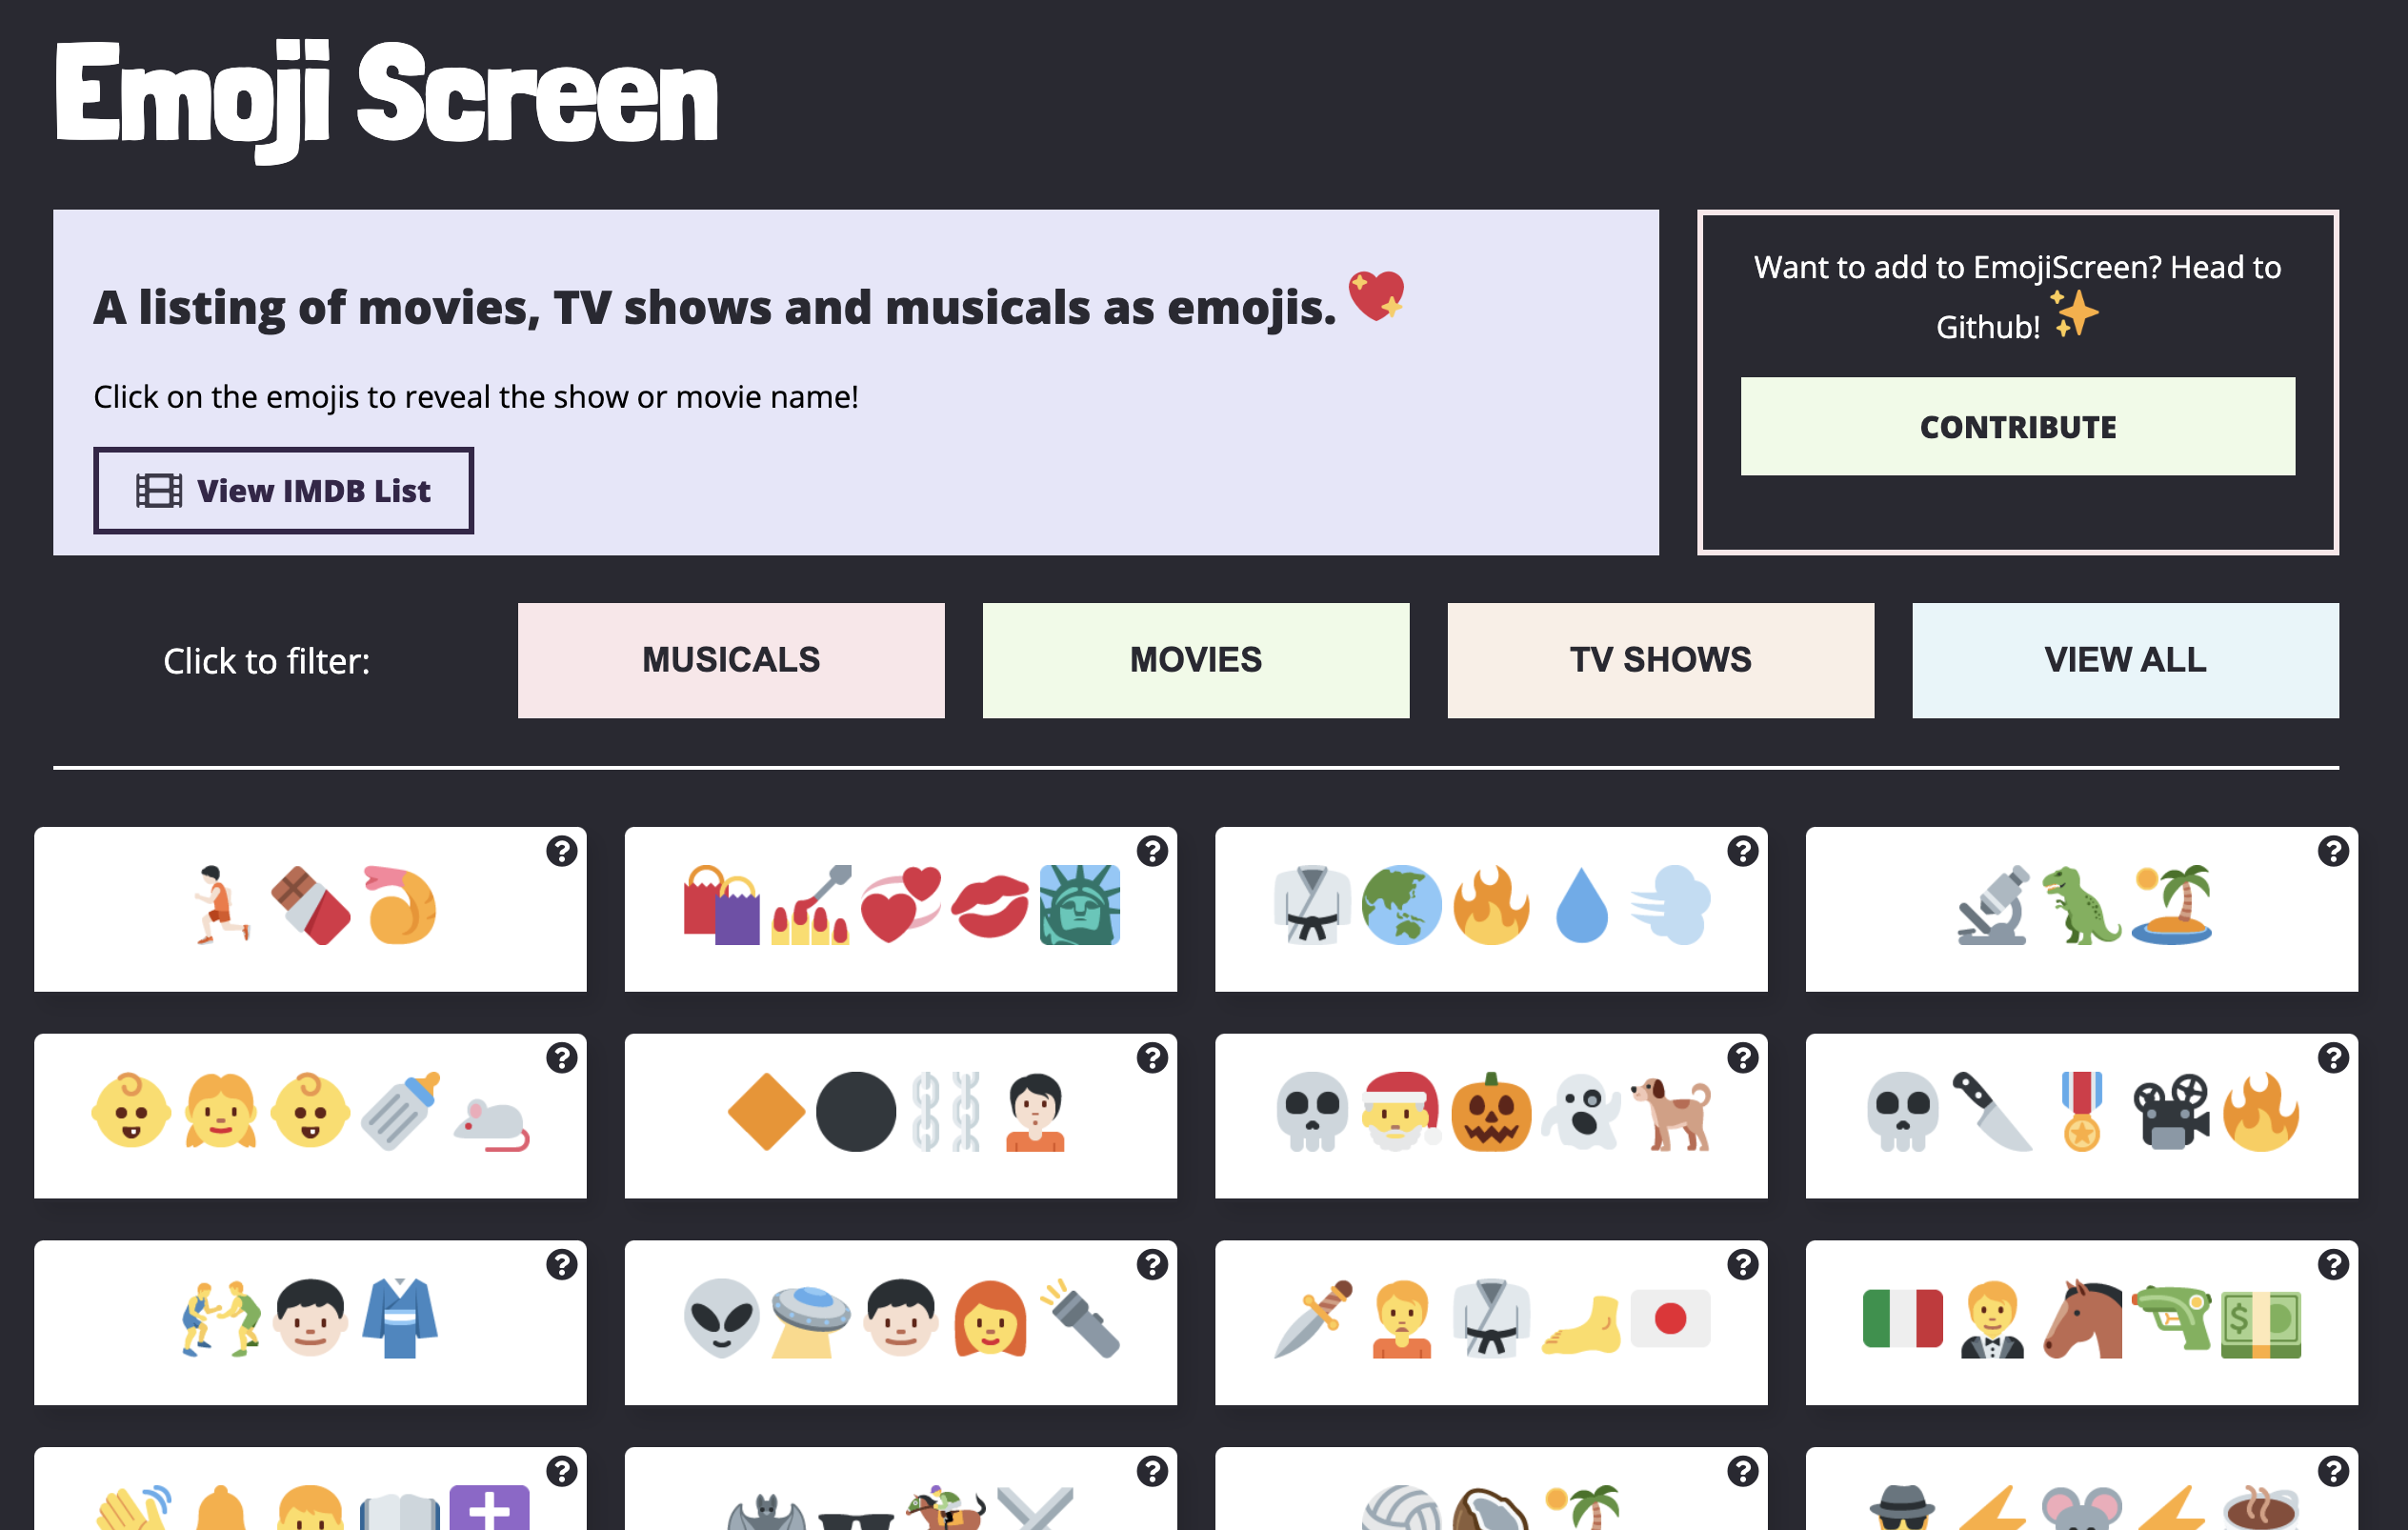 Emoji Screen
A listing of movies, TV shows and musicals as emojis.
Click on the emojis to reveal the show or movie name!
View IMDB List
Want to add to EmojiScreen? Head to
Github!
CONTRIBUTE
Click to filter:
MUSICALS
MOVIES
TV SHOWS
VIEW ALL